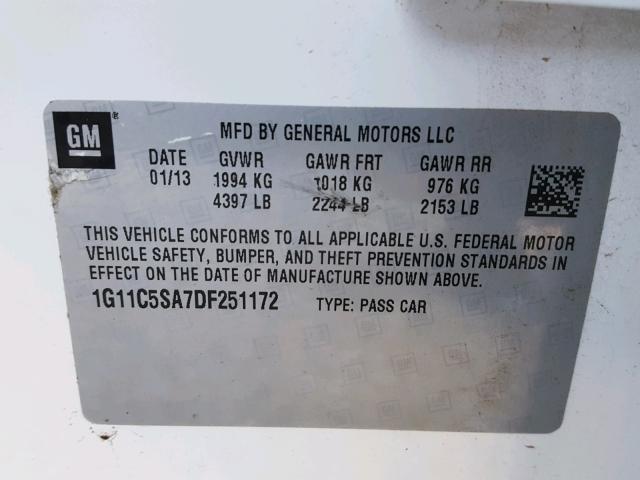 GM ®
MFD BY GENERAL MOTORS LLC
DATE GVWR GAWR FRT GAWR RR
01/13 1994 KG 1018 KG 976 KG
4397 LB 2244 LB 2153 LB
THIS VEHICLE CONFORMS TO ALL APPLICABLE U.S. FEDERAL MOTOR
VEHICLE SAFETY, BUMPER, AND THEFT PREVENTION STANDARDS IN
EFFECT ON THE DATE OF MANUFACTURE SHOWN ABOVE.
1G11C5SA7DF251172 TYPE: PASS CAR